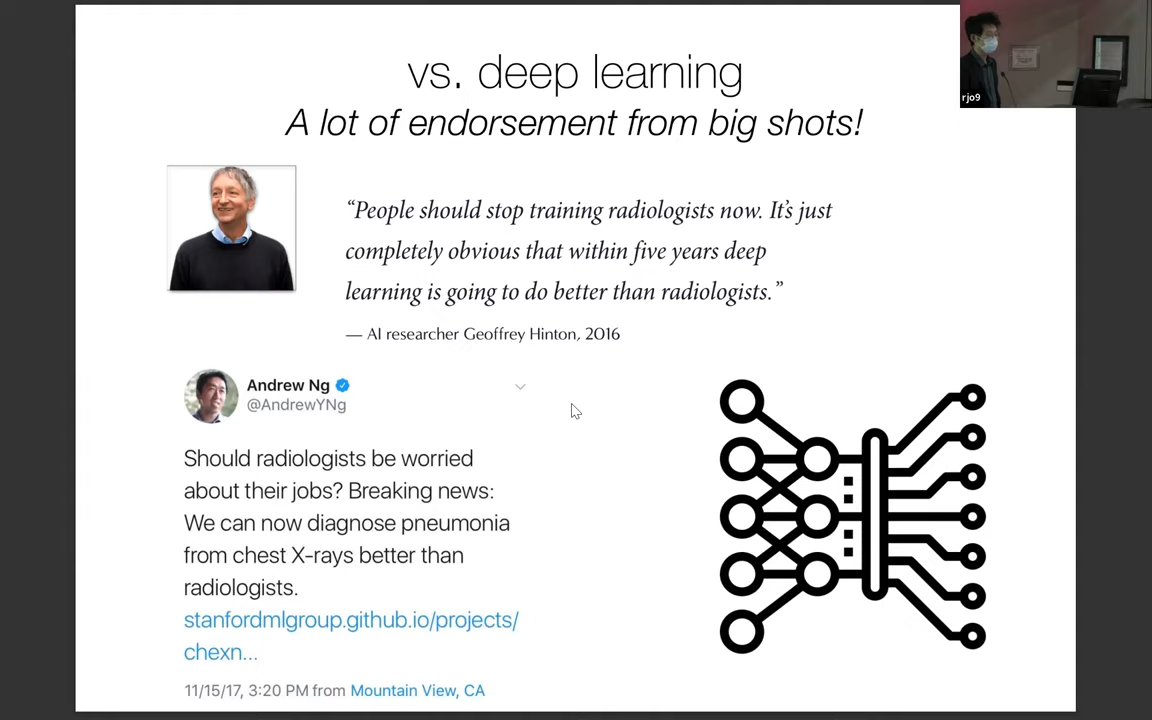 vs. deep learning
A lot of endorsement from big shots!
rjo9
“People should stop training radiologists now. It’s just
completely obvious that within five years deep
learning is going to do better than radiologists.”
— AI researcher Geoffrey Hinton, 2016
Andrew Ng
@AndrewYNg
Should radiologists be worried
about their jobs? Breaking news:
We can now diagnose pneumonia
from chest X-rays better than
radiologists.
stanfordmlgroup.github.io/projects/
chexn...
11/15/17, 3:20 PM from Mountain View, CA